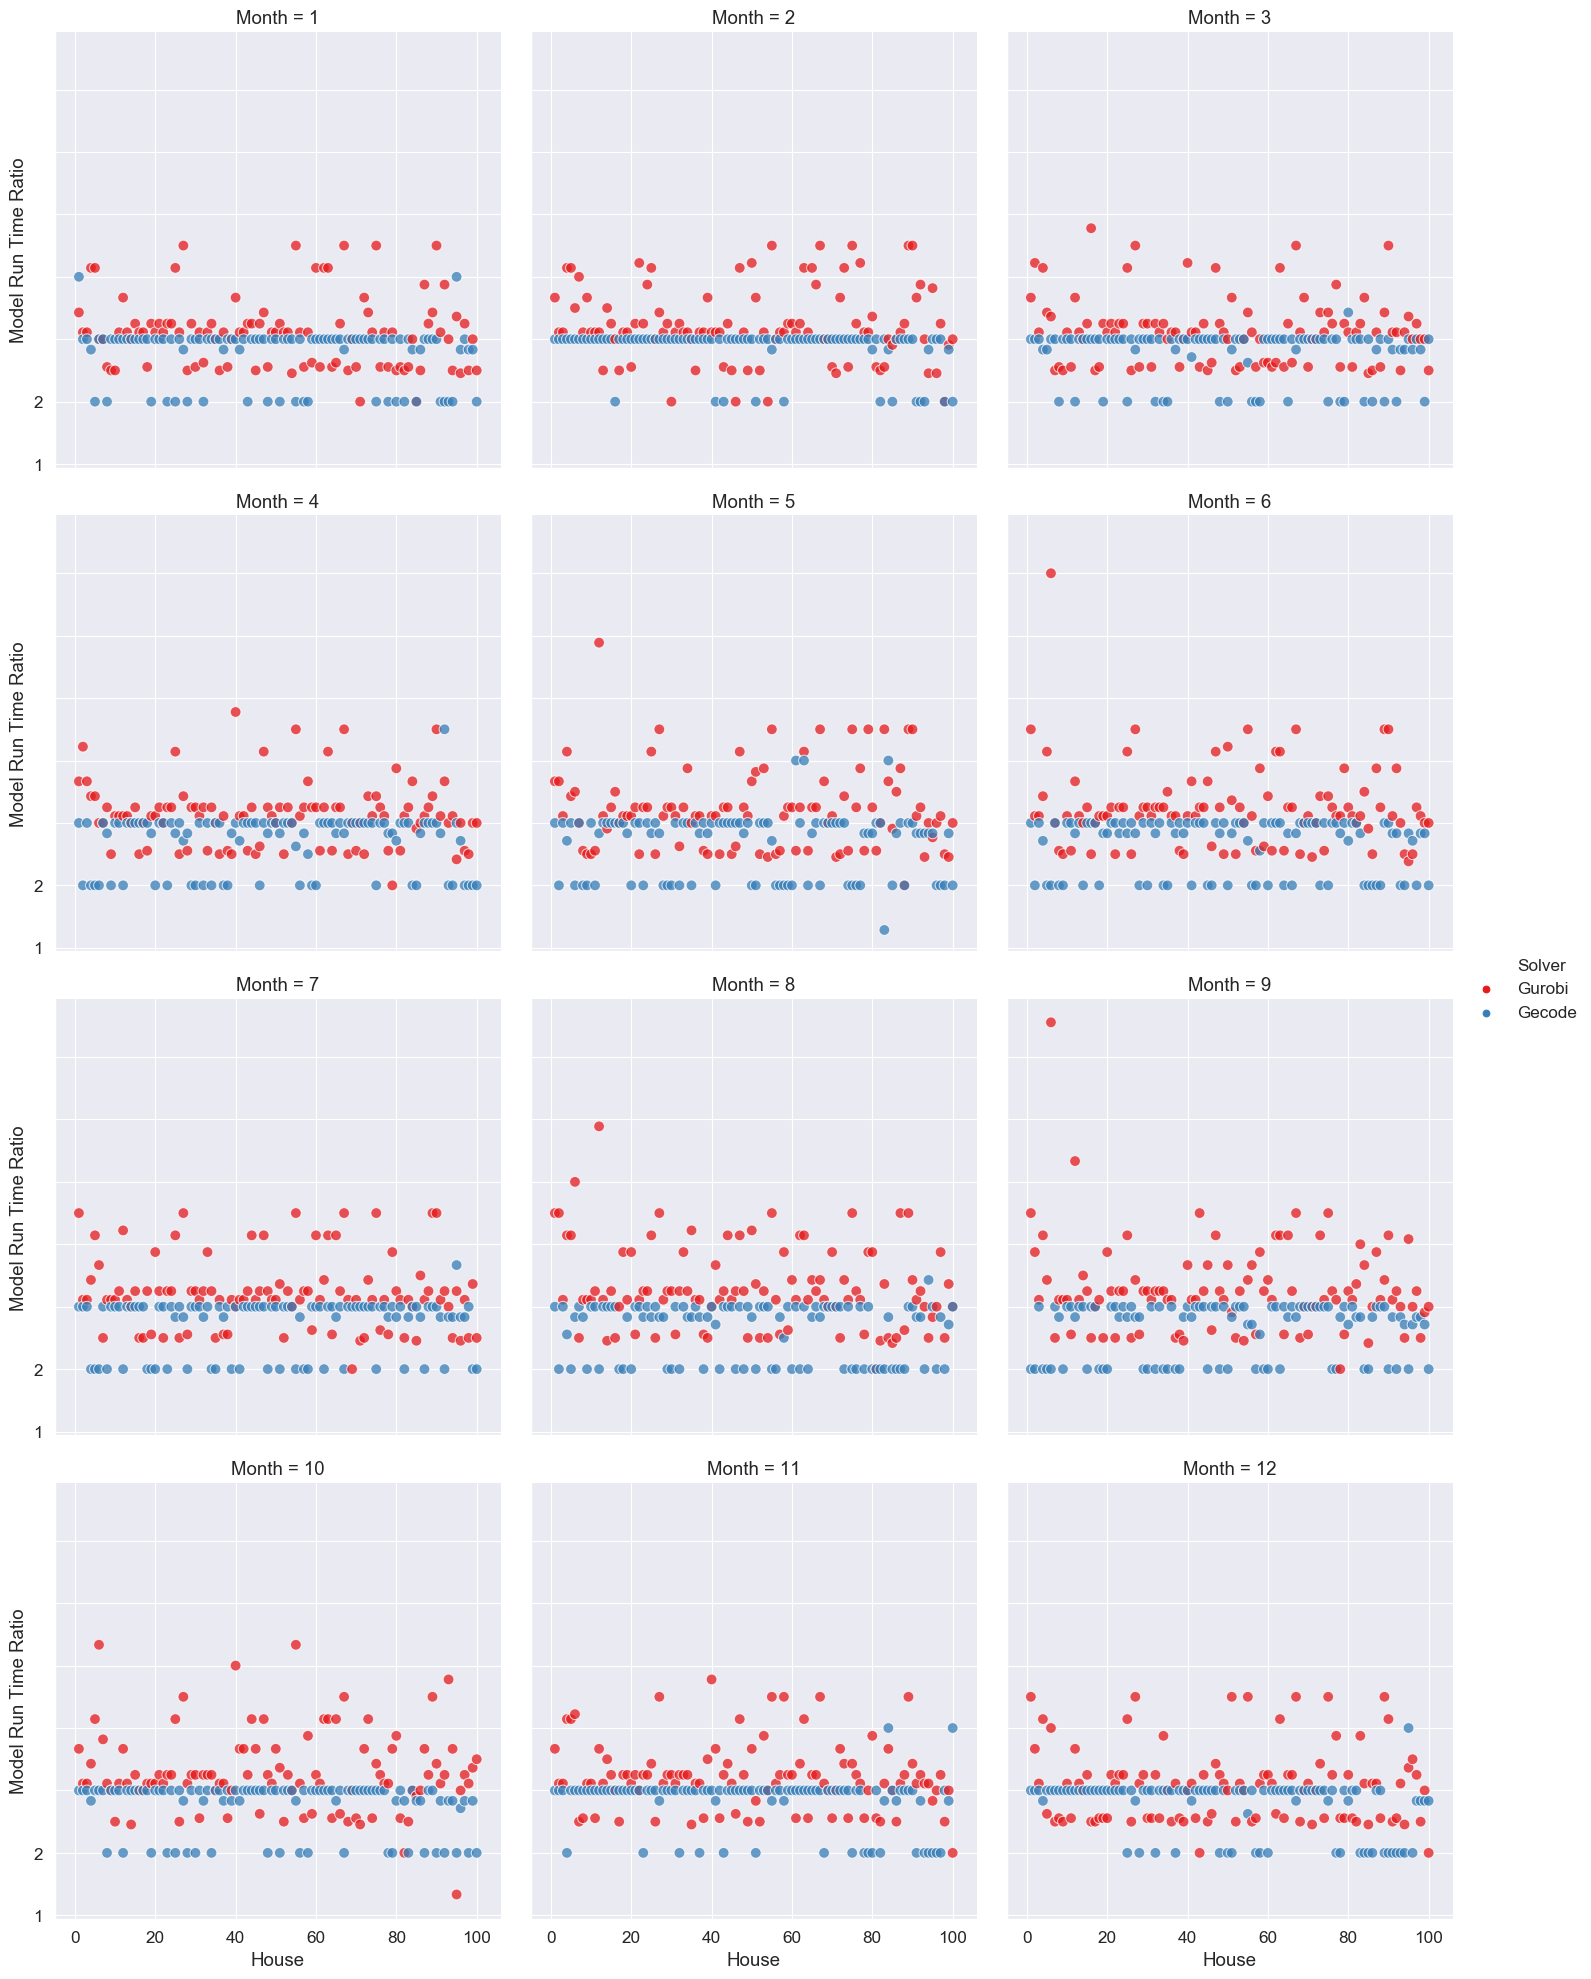 Month = 1
Month = 2
Month = 3
Model Run Time Ratio
2
1
Month = 4
Month = 5
Month = 6
Model Run Time Ratio
2
1
Solver
Gurobi
Gecode
Month = 7
Month = 8
Month = 9
Model Run Time Ratio
2
1
Month = 10
Month = 11
Month = 12
Model Run Time Ratio
2
1
0 20 40 60 80 100
0 20 40 60 80 100
0 20 40 60 80 100
House
House
House